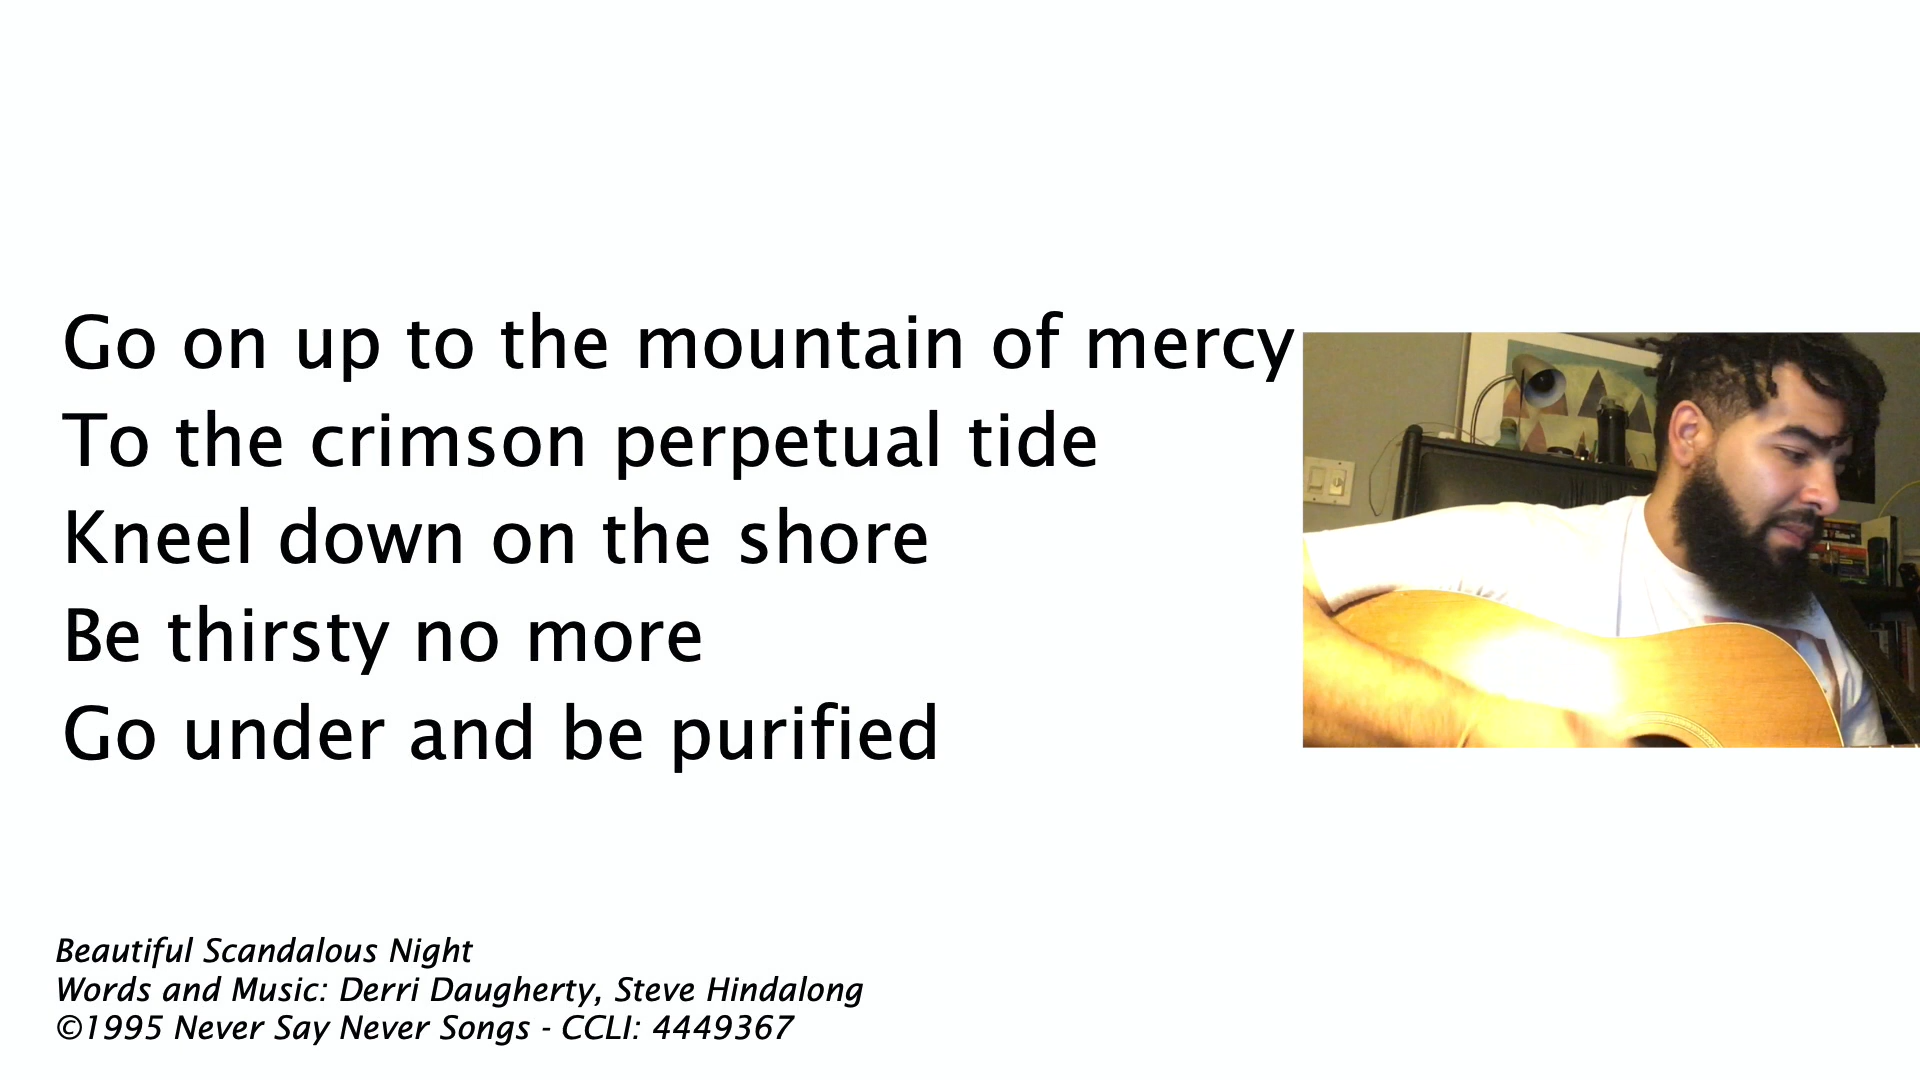 Go on up to the mountain of mercy
To the crimson perpetual tide
Kneel down on the shore
Be thirsty no more
Go under and be purified
Beautiful Scandalous Night
Words and Music: Derri Daugherty, Steve Hindalong
©1995 Never Say Never Songs - CCLI: 4449367